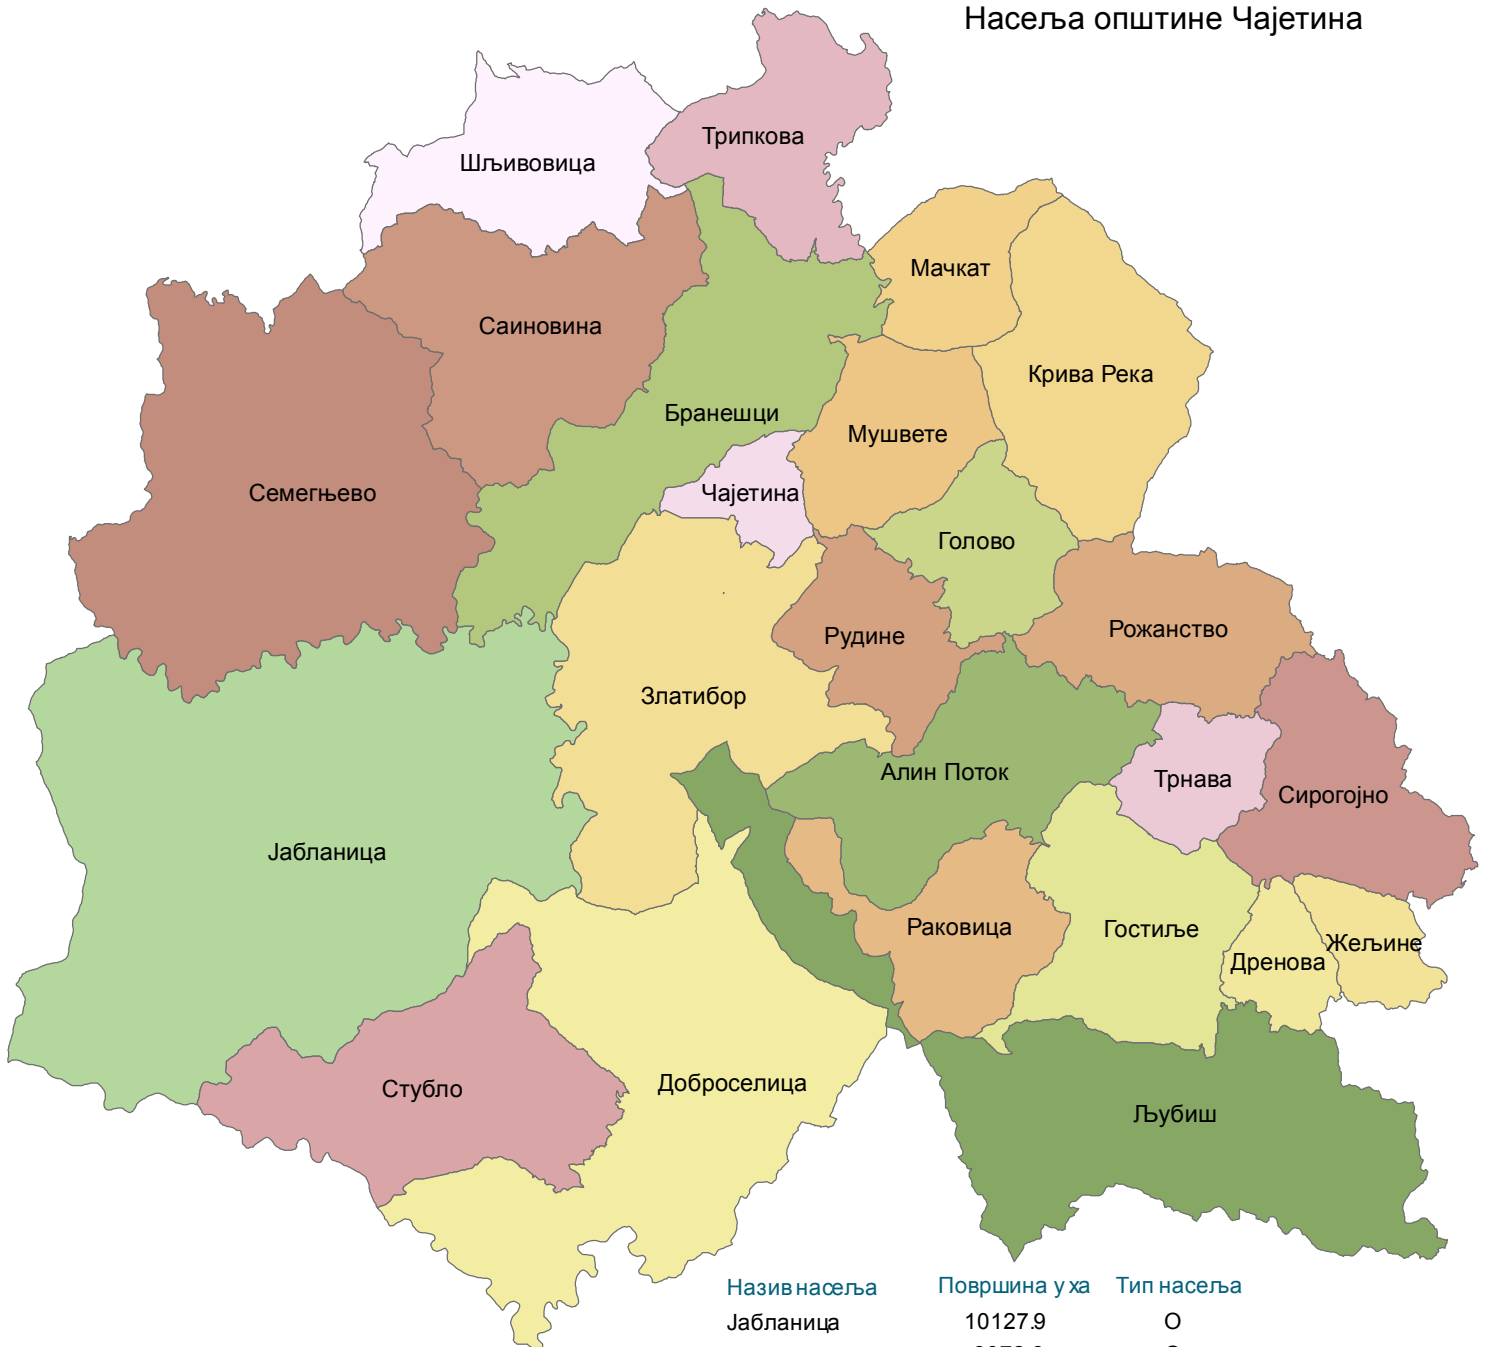 Насеља општине Чајетина
Трипкова
Шљивовица
Мачкат
Саиновина
Крива Река
Бранешци
Мушвете
Семегњево
Чајетина
Голово
Рожанство
Рудине
Златибор
Алин Поток
Трнава
Сирогојно
Јабланица
Раковица
Гостиље
Жељине
Дренова
Доброселица
Стубло
Љубиш
Назив насеља Површина у ха Тип насеља
Јабланица 10127.9 О